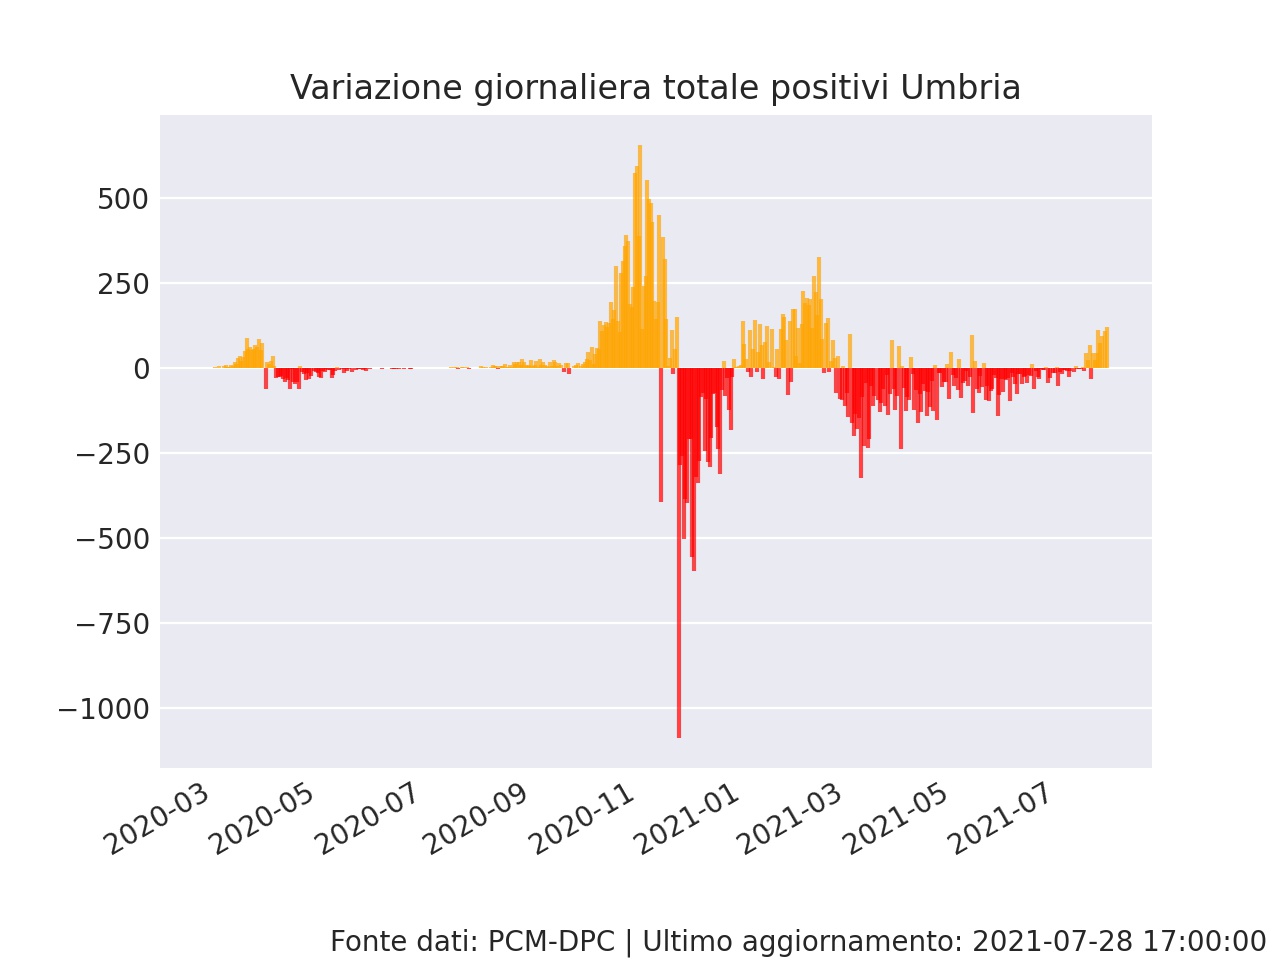 Variazione giornaliera totale positivi Umbria
500
250
0
−250
−500
−750
−1000
2020-03 2020-05 2020-07 2020-09 2020-11 2021-01 2021-03 2021-05 2021-07
Fonte dati: PCM-DPC | Ultimo aggiornamento: 2021-07-28 17:00:00